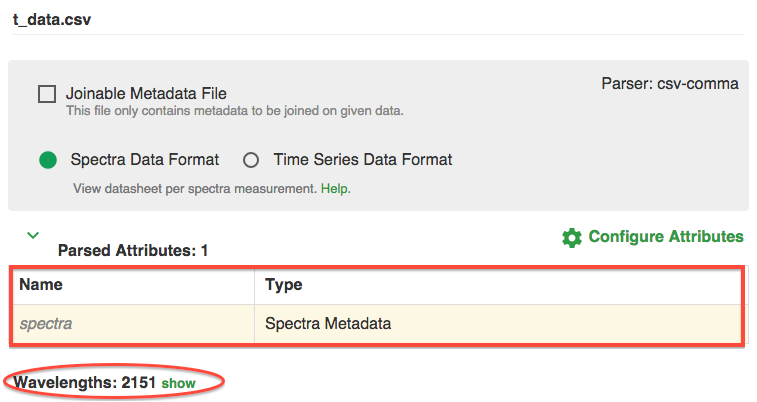 t_data.csv
Joinable Metadata File
Parser: csv-comma
This file only contains metadata to be joined on given data.
Spectra Data Format
Time Series Data Format
View datasheet per spectra measurement. Help.
Parsed Attributes: 1
Configure Attributes
Name
Type
spectra
Spectra Metadata
Wavelengths: 2151 show